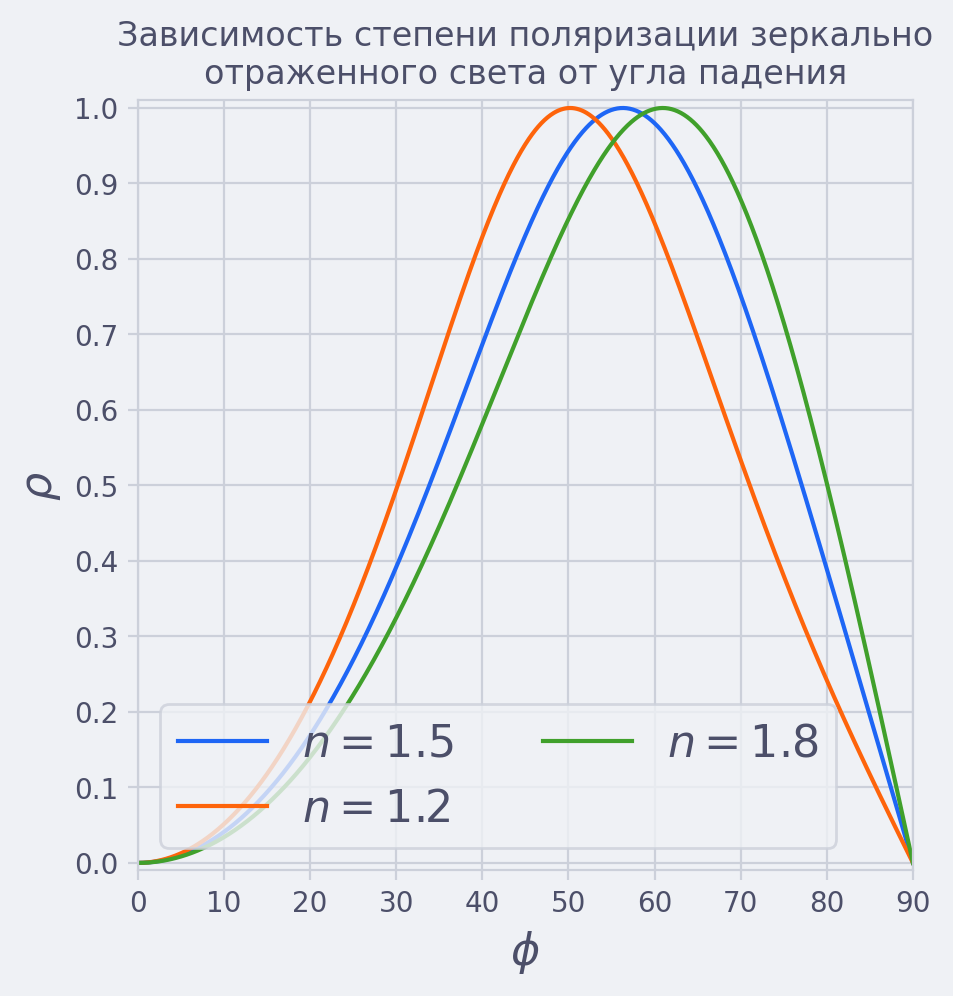 Зависимость степени поляризации зеркально
отраженного света от угла падения
1.0
0.9
0.8
0.7
0.6
0.5
0.4
0.3
0.2
0.1
0.0
ρ
n = 1.5
n = 1.2
n = 1.8
0 10 20 30 40 50 60 70 80 90
ϕ